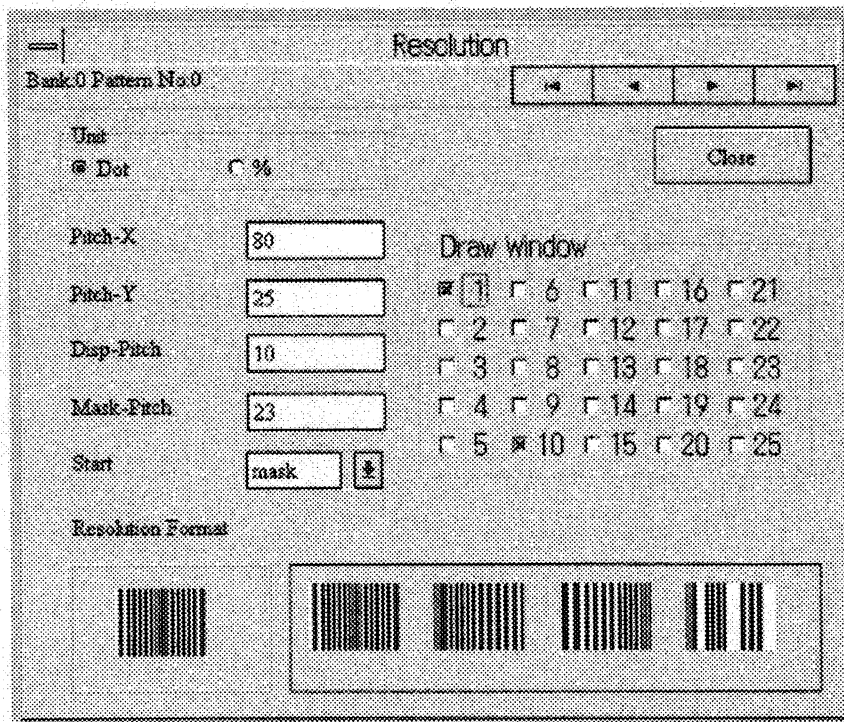 Resolution
Bank:0 Pattern No:0
Unit
Dot %
Close
Pitch-X 80
Pitch-Y 25
Disp-Pitch 10
Mask-Pitch 23
Start mask
Draw window
1 6 11 16 21
2 7 12 17 22
3 8 13 18 23
4 9 14 19 24
5 10 15 20 25
Resolution Format